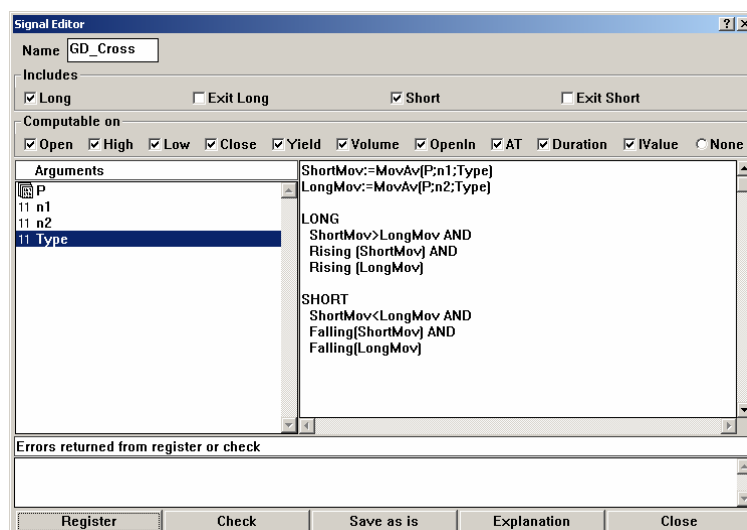 Signal Editor
Name GD_Cross
Includes
Long Exit Long Short Exit Short
Computable on
Open High Low Close Yield Volume OpenIn AT Duration IValue None
Arguments
P
11 n1
11 n2
11 Type
ShortMov:=MovAv(P;n1;Type)
LongMov:=MovAv(P;n2;Type)
LONG
ShortMov>LongMov AND
Rising (ShortMov) AND
Rising (LongMov)
SHORT
ShortMov<LongMov AND
Falling(ShortMov) AND
Falling(LongMov)
Errors returned from register or check
Register Check Save as is Explanation Close